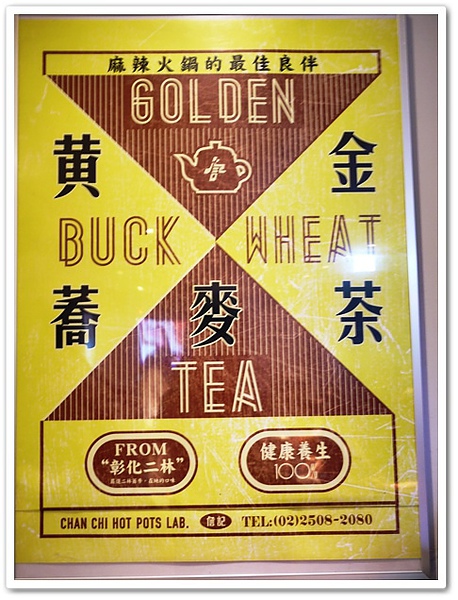 麻辣火鍋的最佳良伴
GOLDEN
黃 金
BUCK WHEAT
蕎 麥 茶
TEA
FROM
“彰化二林”
健康養生
100%
CHAN CHI HOT POTS LAB. 詹記 TEL:(02)2508-2080